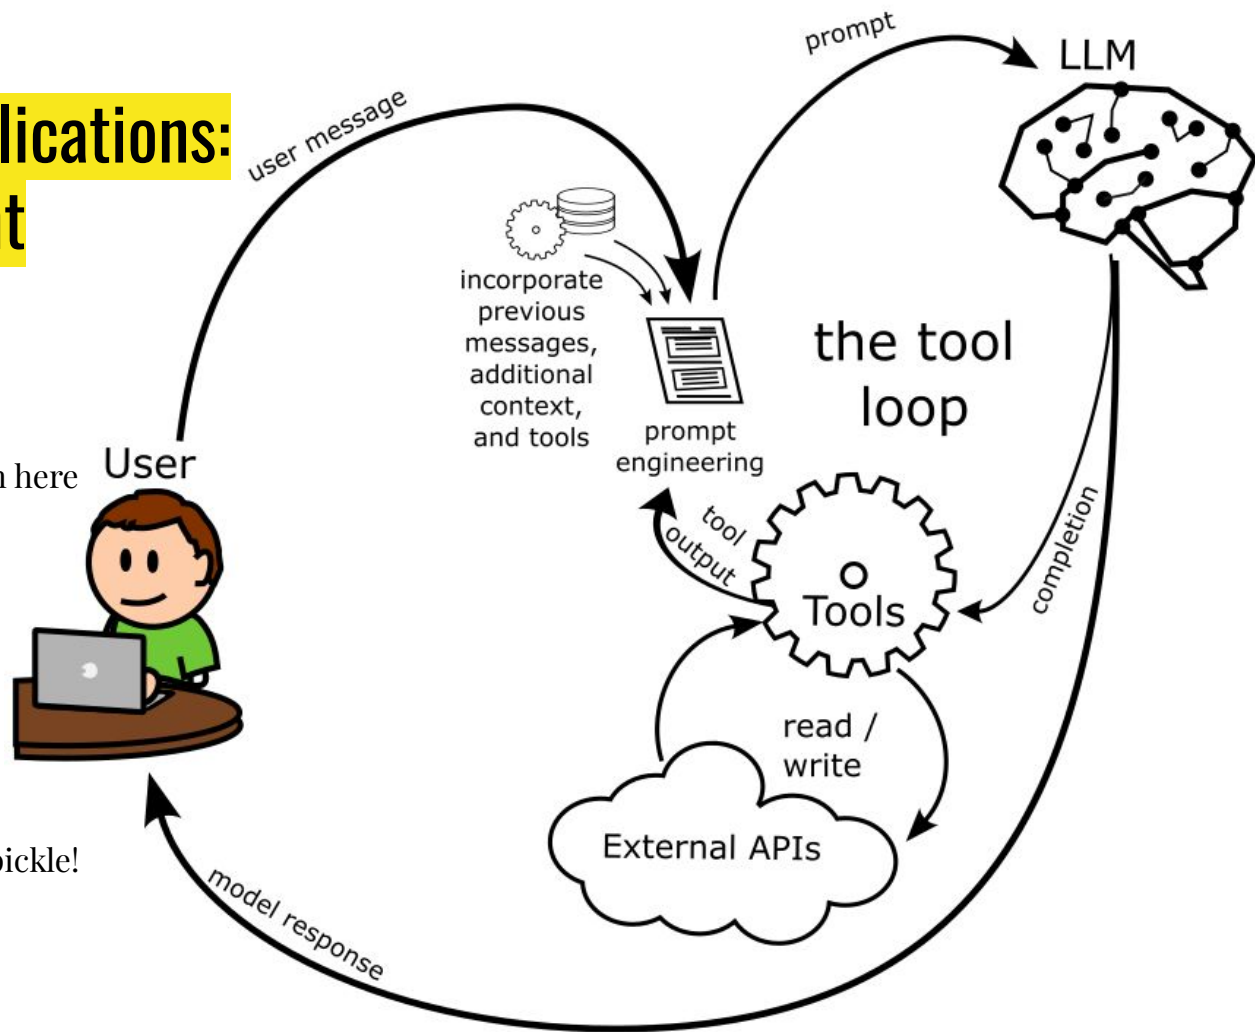 lications:
nt
n here
pickle!
User
user message
incorporate
previous
messages,
additional
context,
and tools
prompt
engineering
prompt
LLM
the tool
loop
completion
Tools
tool
output
read /
write
External APIs
model response